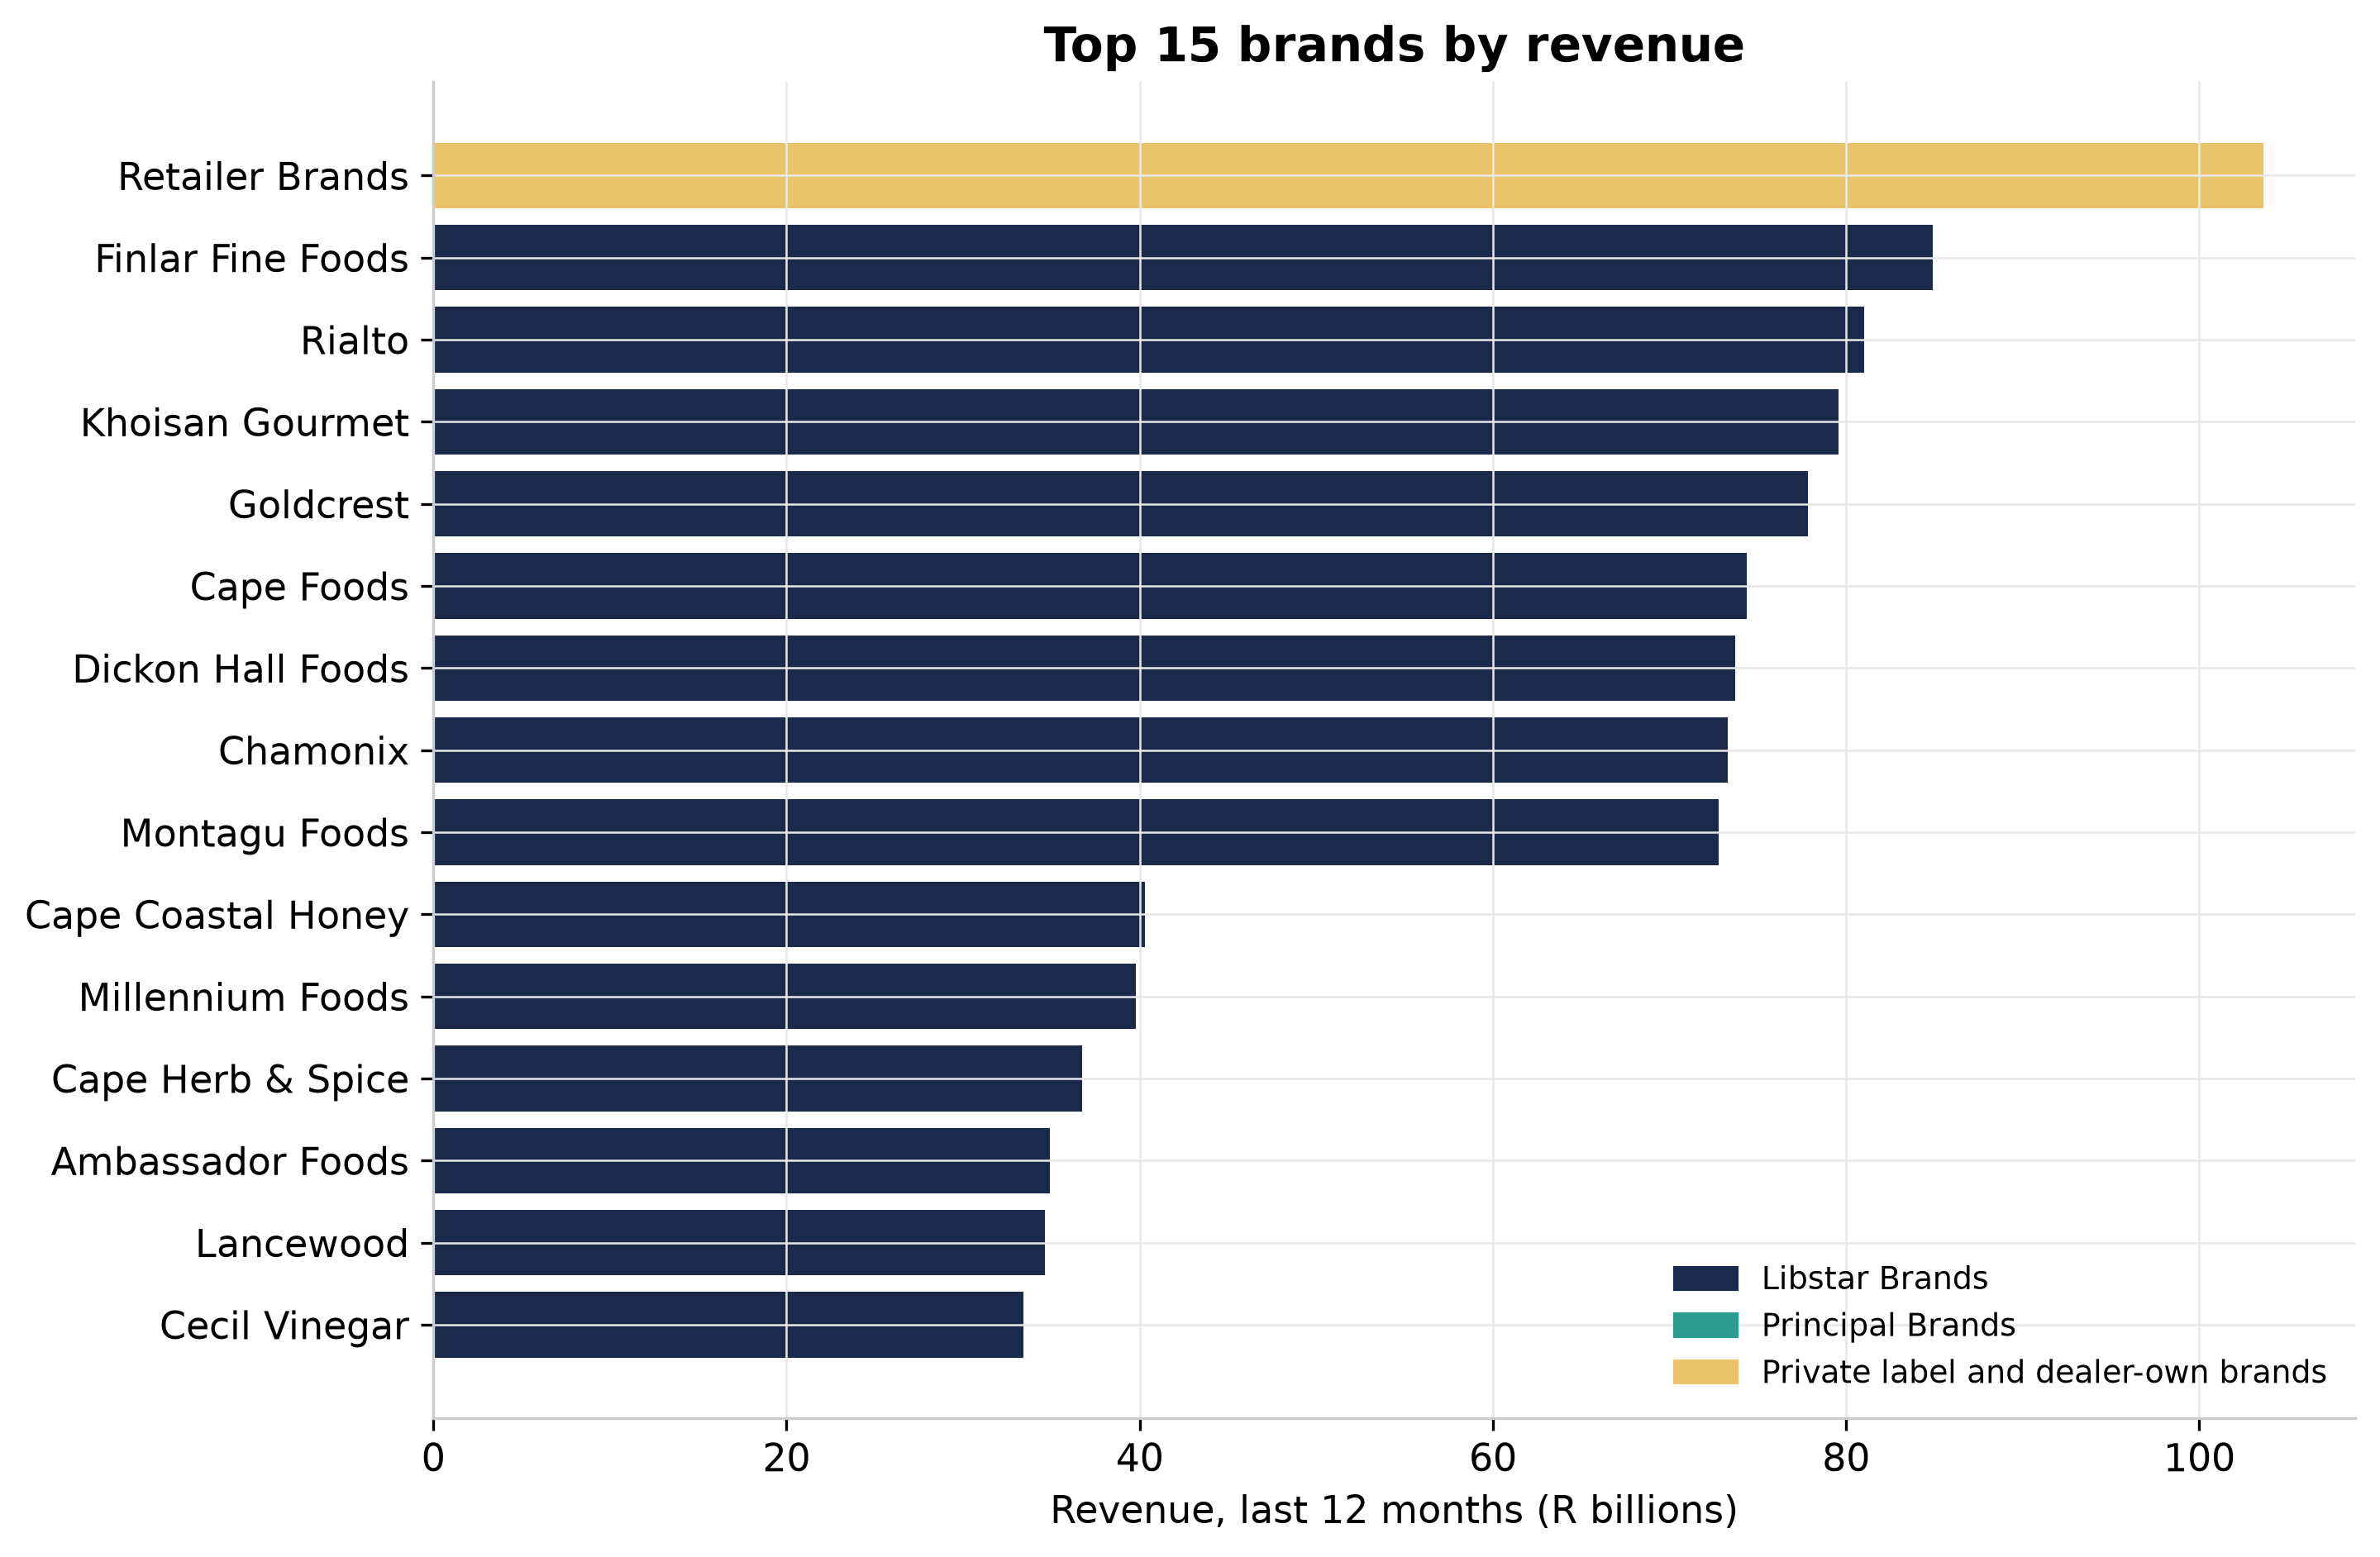 Top 15 brands by revenue
Retailer Brands
Finlar Fine Foods
Rialto
Khoisan Gourmet
Goldcrest
Cape Foods
Dickon Hall Foods
Chamonix
Montagu Foods
Cape Coastal Honey
Millennium Foods
Cape Herb & Spice
Ambassador Foods
Lancewood
Cecil Vinegar
Libstar Brands
Principal Brands
Private label and dealer-own brands
0 20 40 60 80 100
Revenue, last 12 months (R billions)